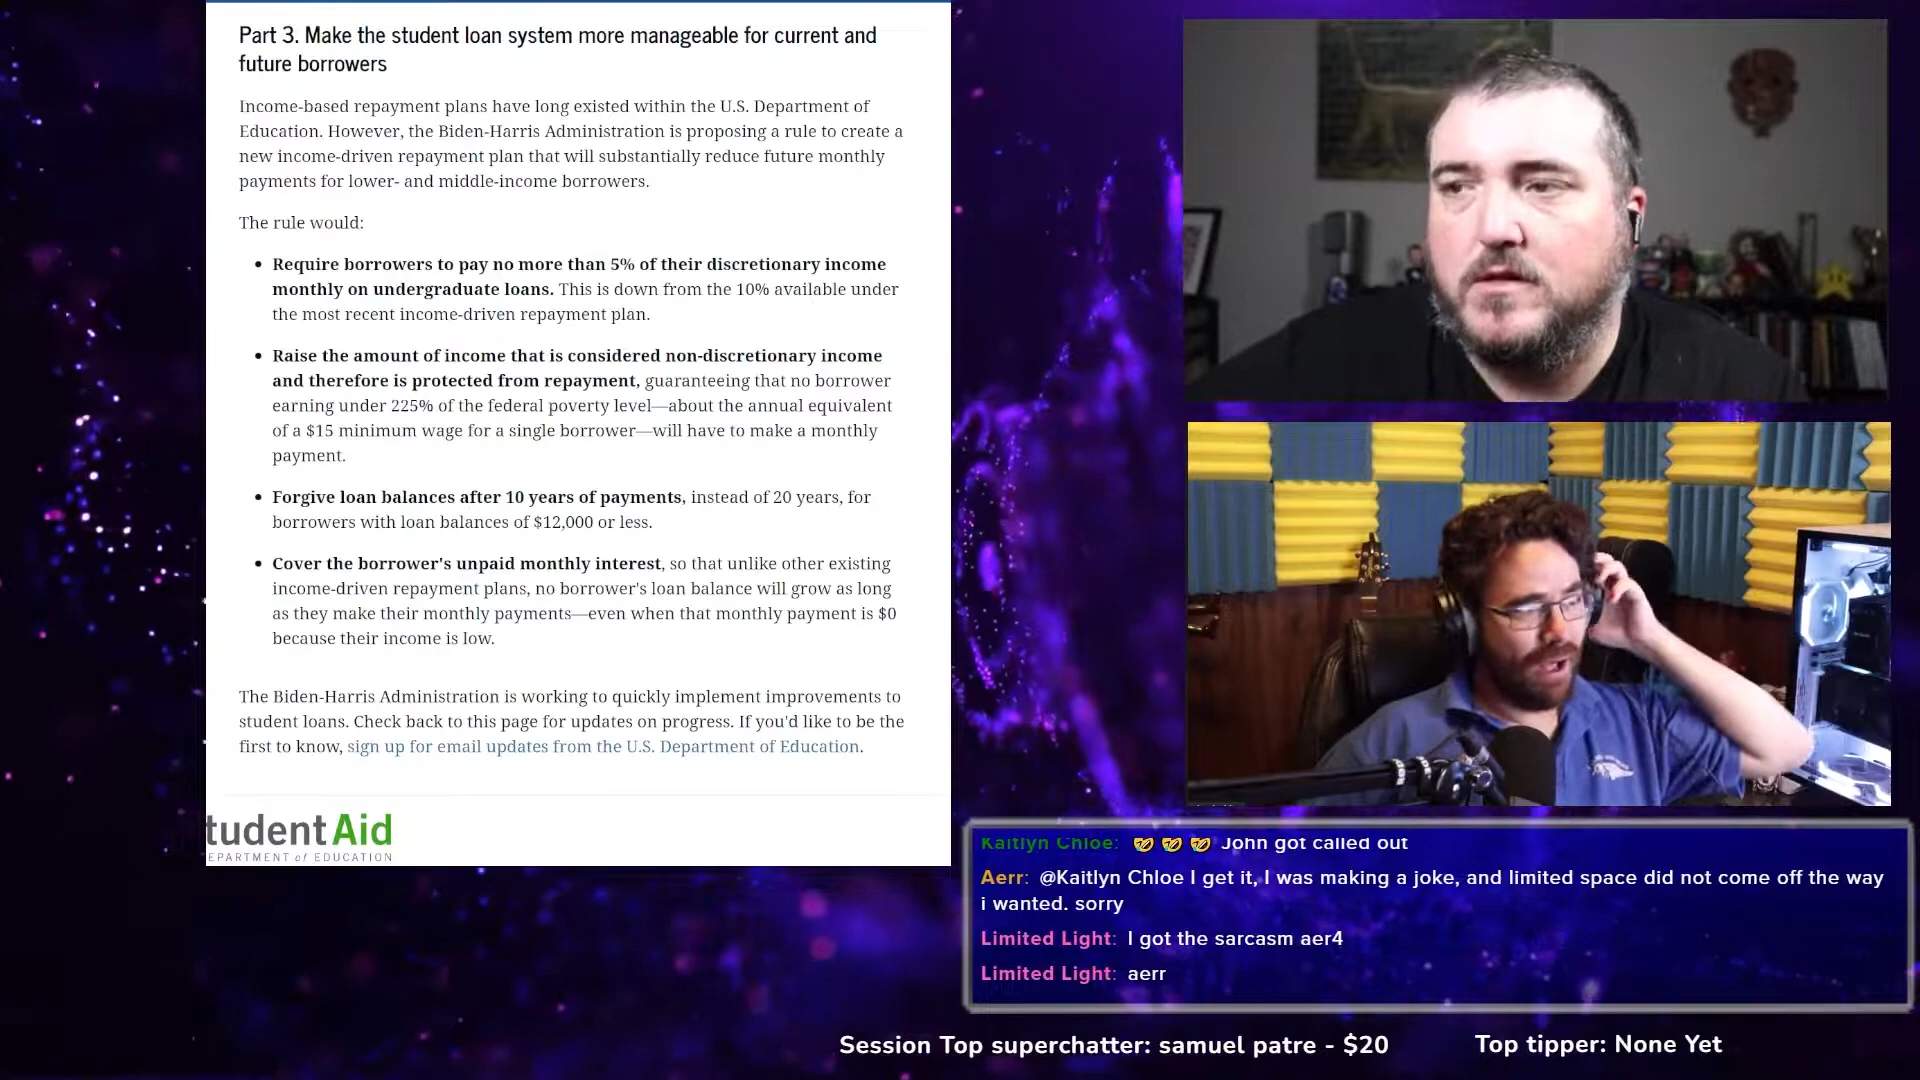 Part 3. Make the student loan system more manageable for current and
future borrowers
Income-based repayment plans have long existed within the U.S. Department of
Education. However, the Biden-Harris Administration is proposing a rule to create a
new income-driven repayment plan that will substantially reduce future monthly
payments for lower- and middle-income borrowers.
The rule would:
• Require borrowers to pay no more than 5% of their discretionary income
monthly on undergraduate loans. This is down from the 10% available under
the most recent income-driven repayment plan.
• Raise the amount of income that is considered non-discretionary income
and therefore is protected from repayment, guaranteeing that no borrower
earning under 225% of the federal poverty level—about the annual equivalent
of a $15 minimum wage for a single borrower—will have to make a monthly
payment.
• Forgive loan balances after 10 years of payments, instead of 20 years, for
borrowers with loan balances of $12,000 or less.
• Cover the borrower's unpaid monthly interest, so that unlike other existing
income-driven repayment plans, no borrower's loan balance will grow as long
as they make their monthly payments—even when that monthly payment is $0
because their income is low.
The Biden-Harris Administration is working to quickly implement improvements to
student loans. Check back to this page for updates on progress. If you'd like to be the
first to know, sign up for email updates from the U.S. Department of Education.
tudentAid
EPARTMENT of EDUCATION
Kaitlyn Chloe: 🤣 🤣 🤣 John got called out
Aerr: @Kaitlyn Chloe I get it, I was making a joke, and limited space did not come off the way
i wanted. sorry
Limited Light: I got the sarcasm aer4
Limited Light: aerr
Session Top superchatter: samuel patre - $20
Top tipper: None Yet